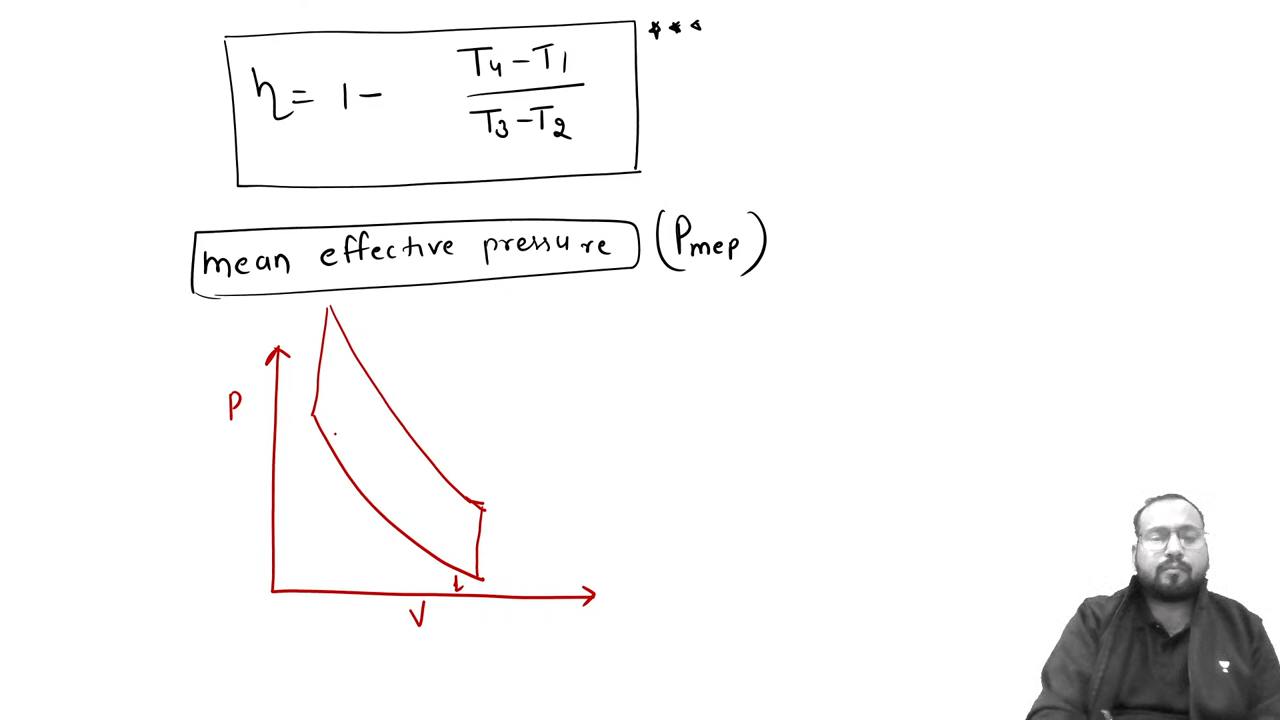 η = 1 - (T4 - T1) / (T3 - T2) ***
mean effective pressure (Pmep)
P
V